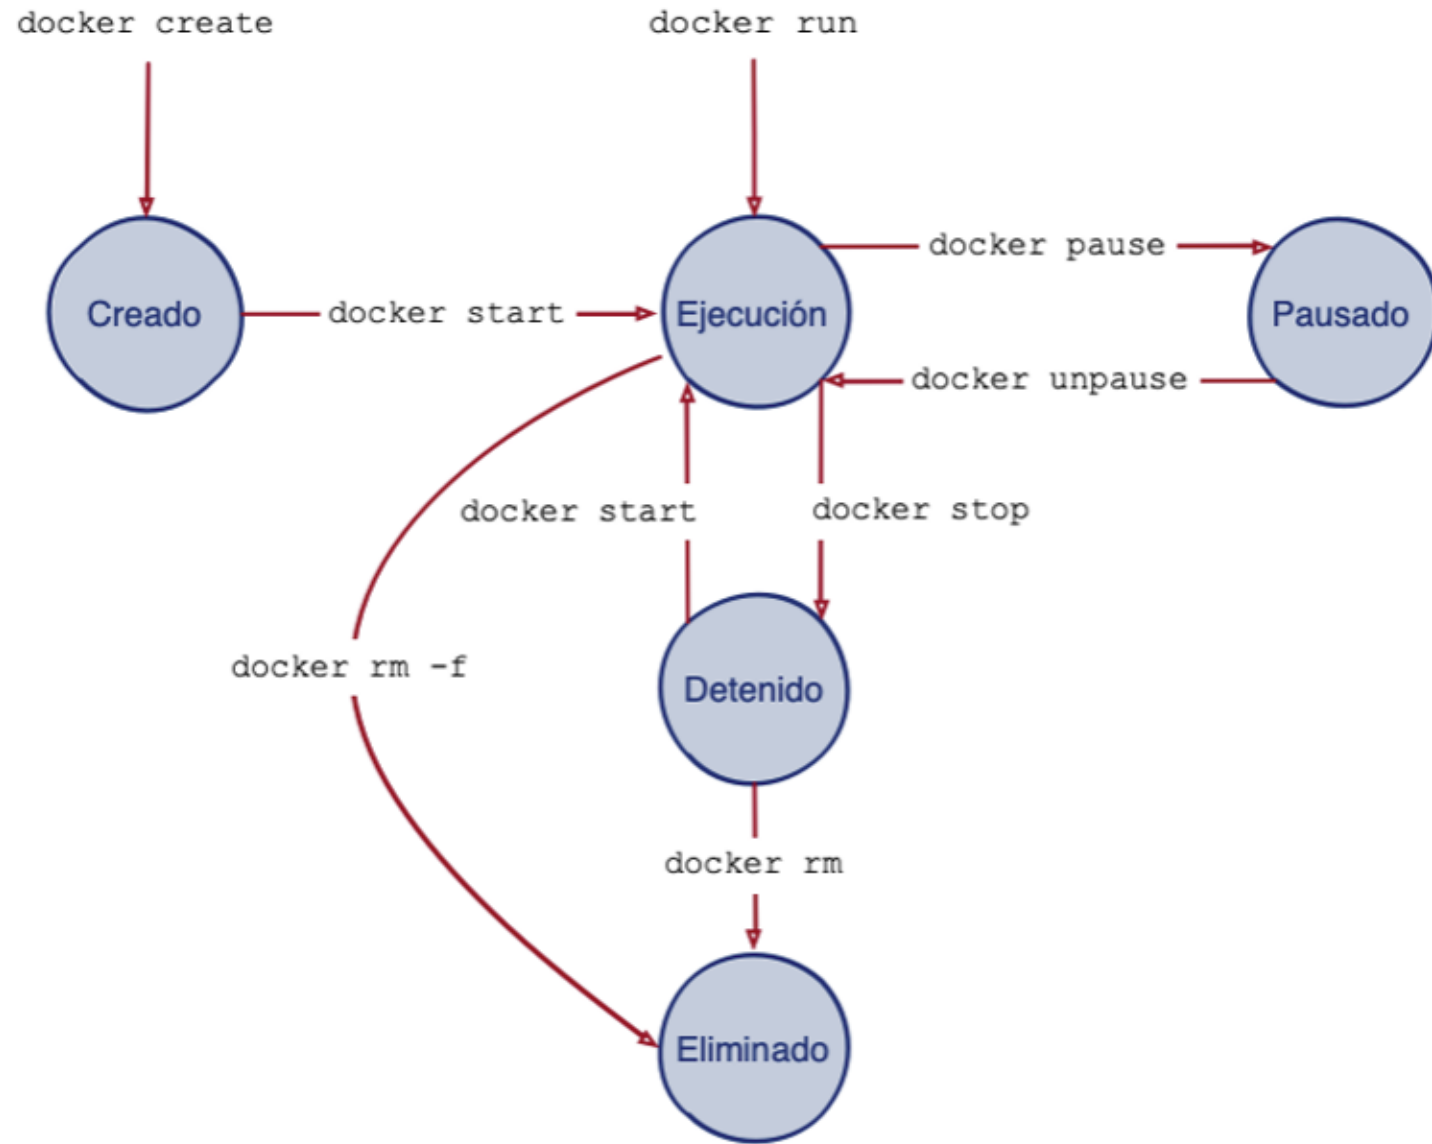 docker create
docker run
docker pause
Creado
docker start
Ejecución
Pausado
docker unpause
docker start
docker stop
docker rm -f
Detenido
docker rm
Eliminado